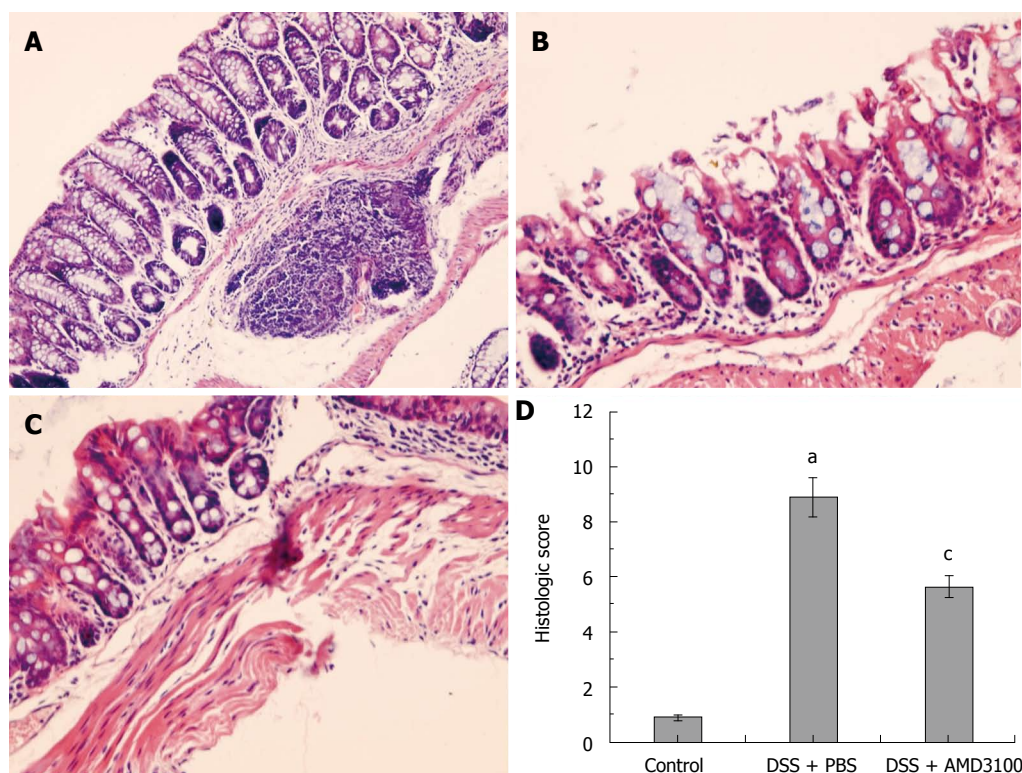 A
B
C
D
12
10
8
6
4
2
0
Histologic score
a
c
Control
DSS + PBS
DSS + AMD3100